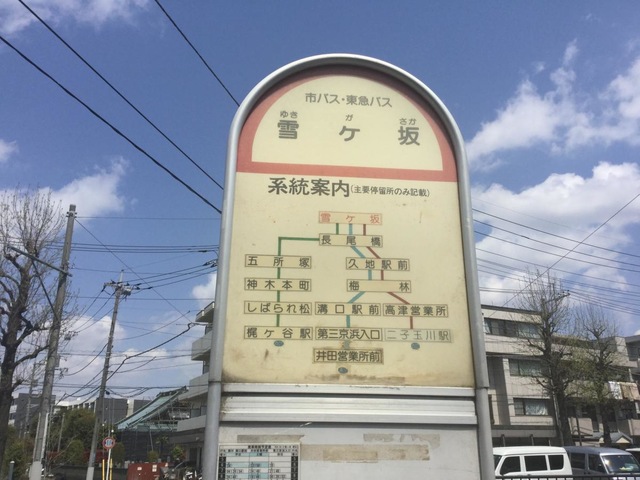 市バス・東急バス
ゆき が さか
雪ケ坂
系統案内(主要停留所のみ記載)
雪ケ坂
長尾橋
五所塚 久地駅前
神木本町 梅林
しばられ松 溝口駅前 高津営業所
梶ケ谷駅 第三京浜入口 二子玉川駅
井田営業所前